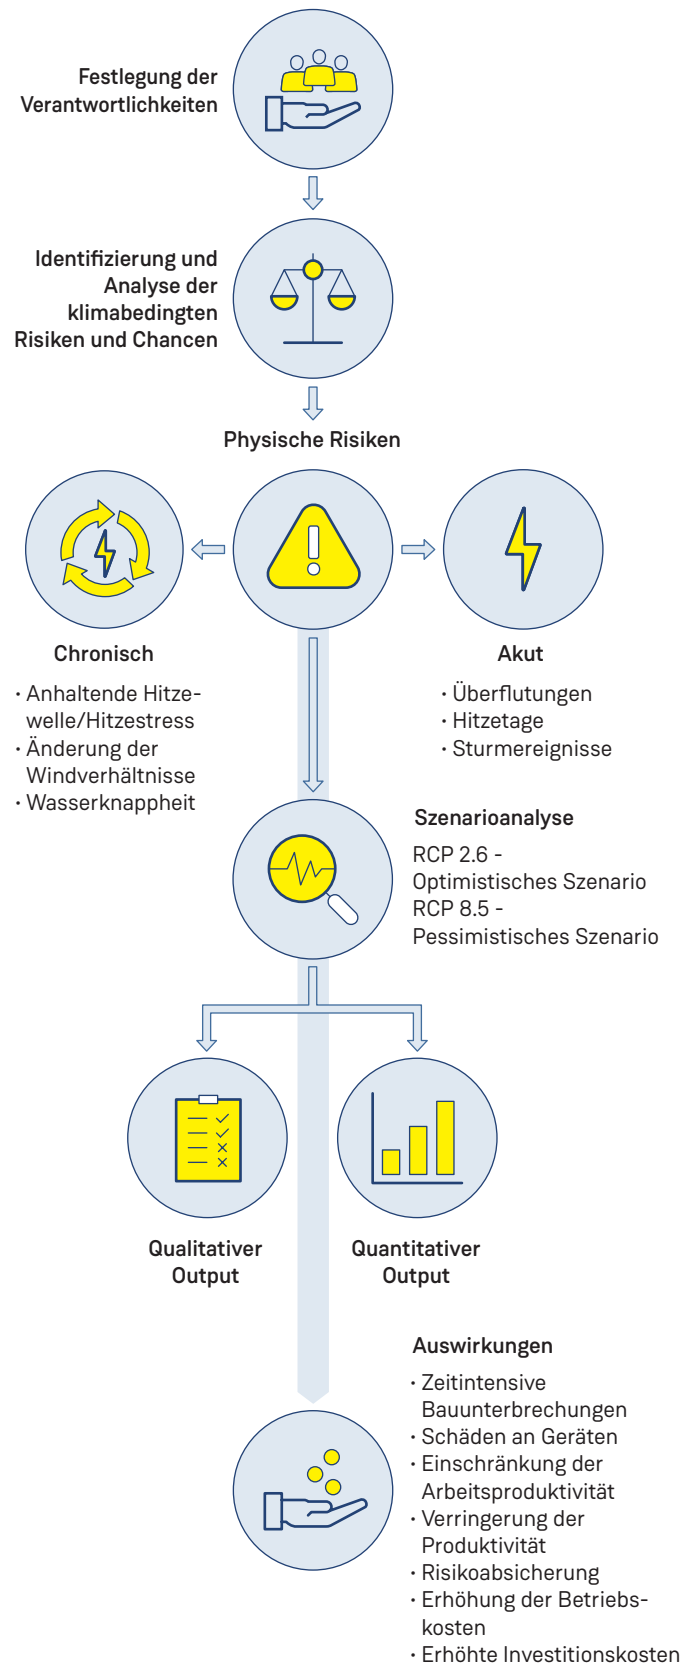 Festlegung der
Verantwortlichkeiten
Identifizierung und
Analyse der
klimabedingten
Risiken und Chancen
Physische Risiken
Chronisch
· Anhaltende Hitze-
welle/Hitzestress
· Änderung der
Windverhältnisse
· Wasserknappheit
Akut
· Überflutungen
· Hitzetage
· Sturmereignisse
Szenarioanalyse
RCP 2.6 -
Optimistisches Szenario
RCP 8.5 -
Pessimistisches Szenario
Qualitativer
Output
Quantitativer
Output
Auswirkungen
· Zeitintensive
Bauunterbrechungen
· Schäden an Geräten
· Einschränkung der
Arbeitsproduktivität
· Verringerung der
Produktivität
· Risikoabsicherung
· Erhöhung der Betriebs-
kosten
· Erhöhte Investitionskosten